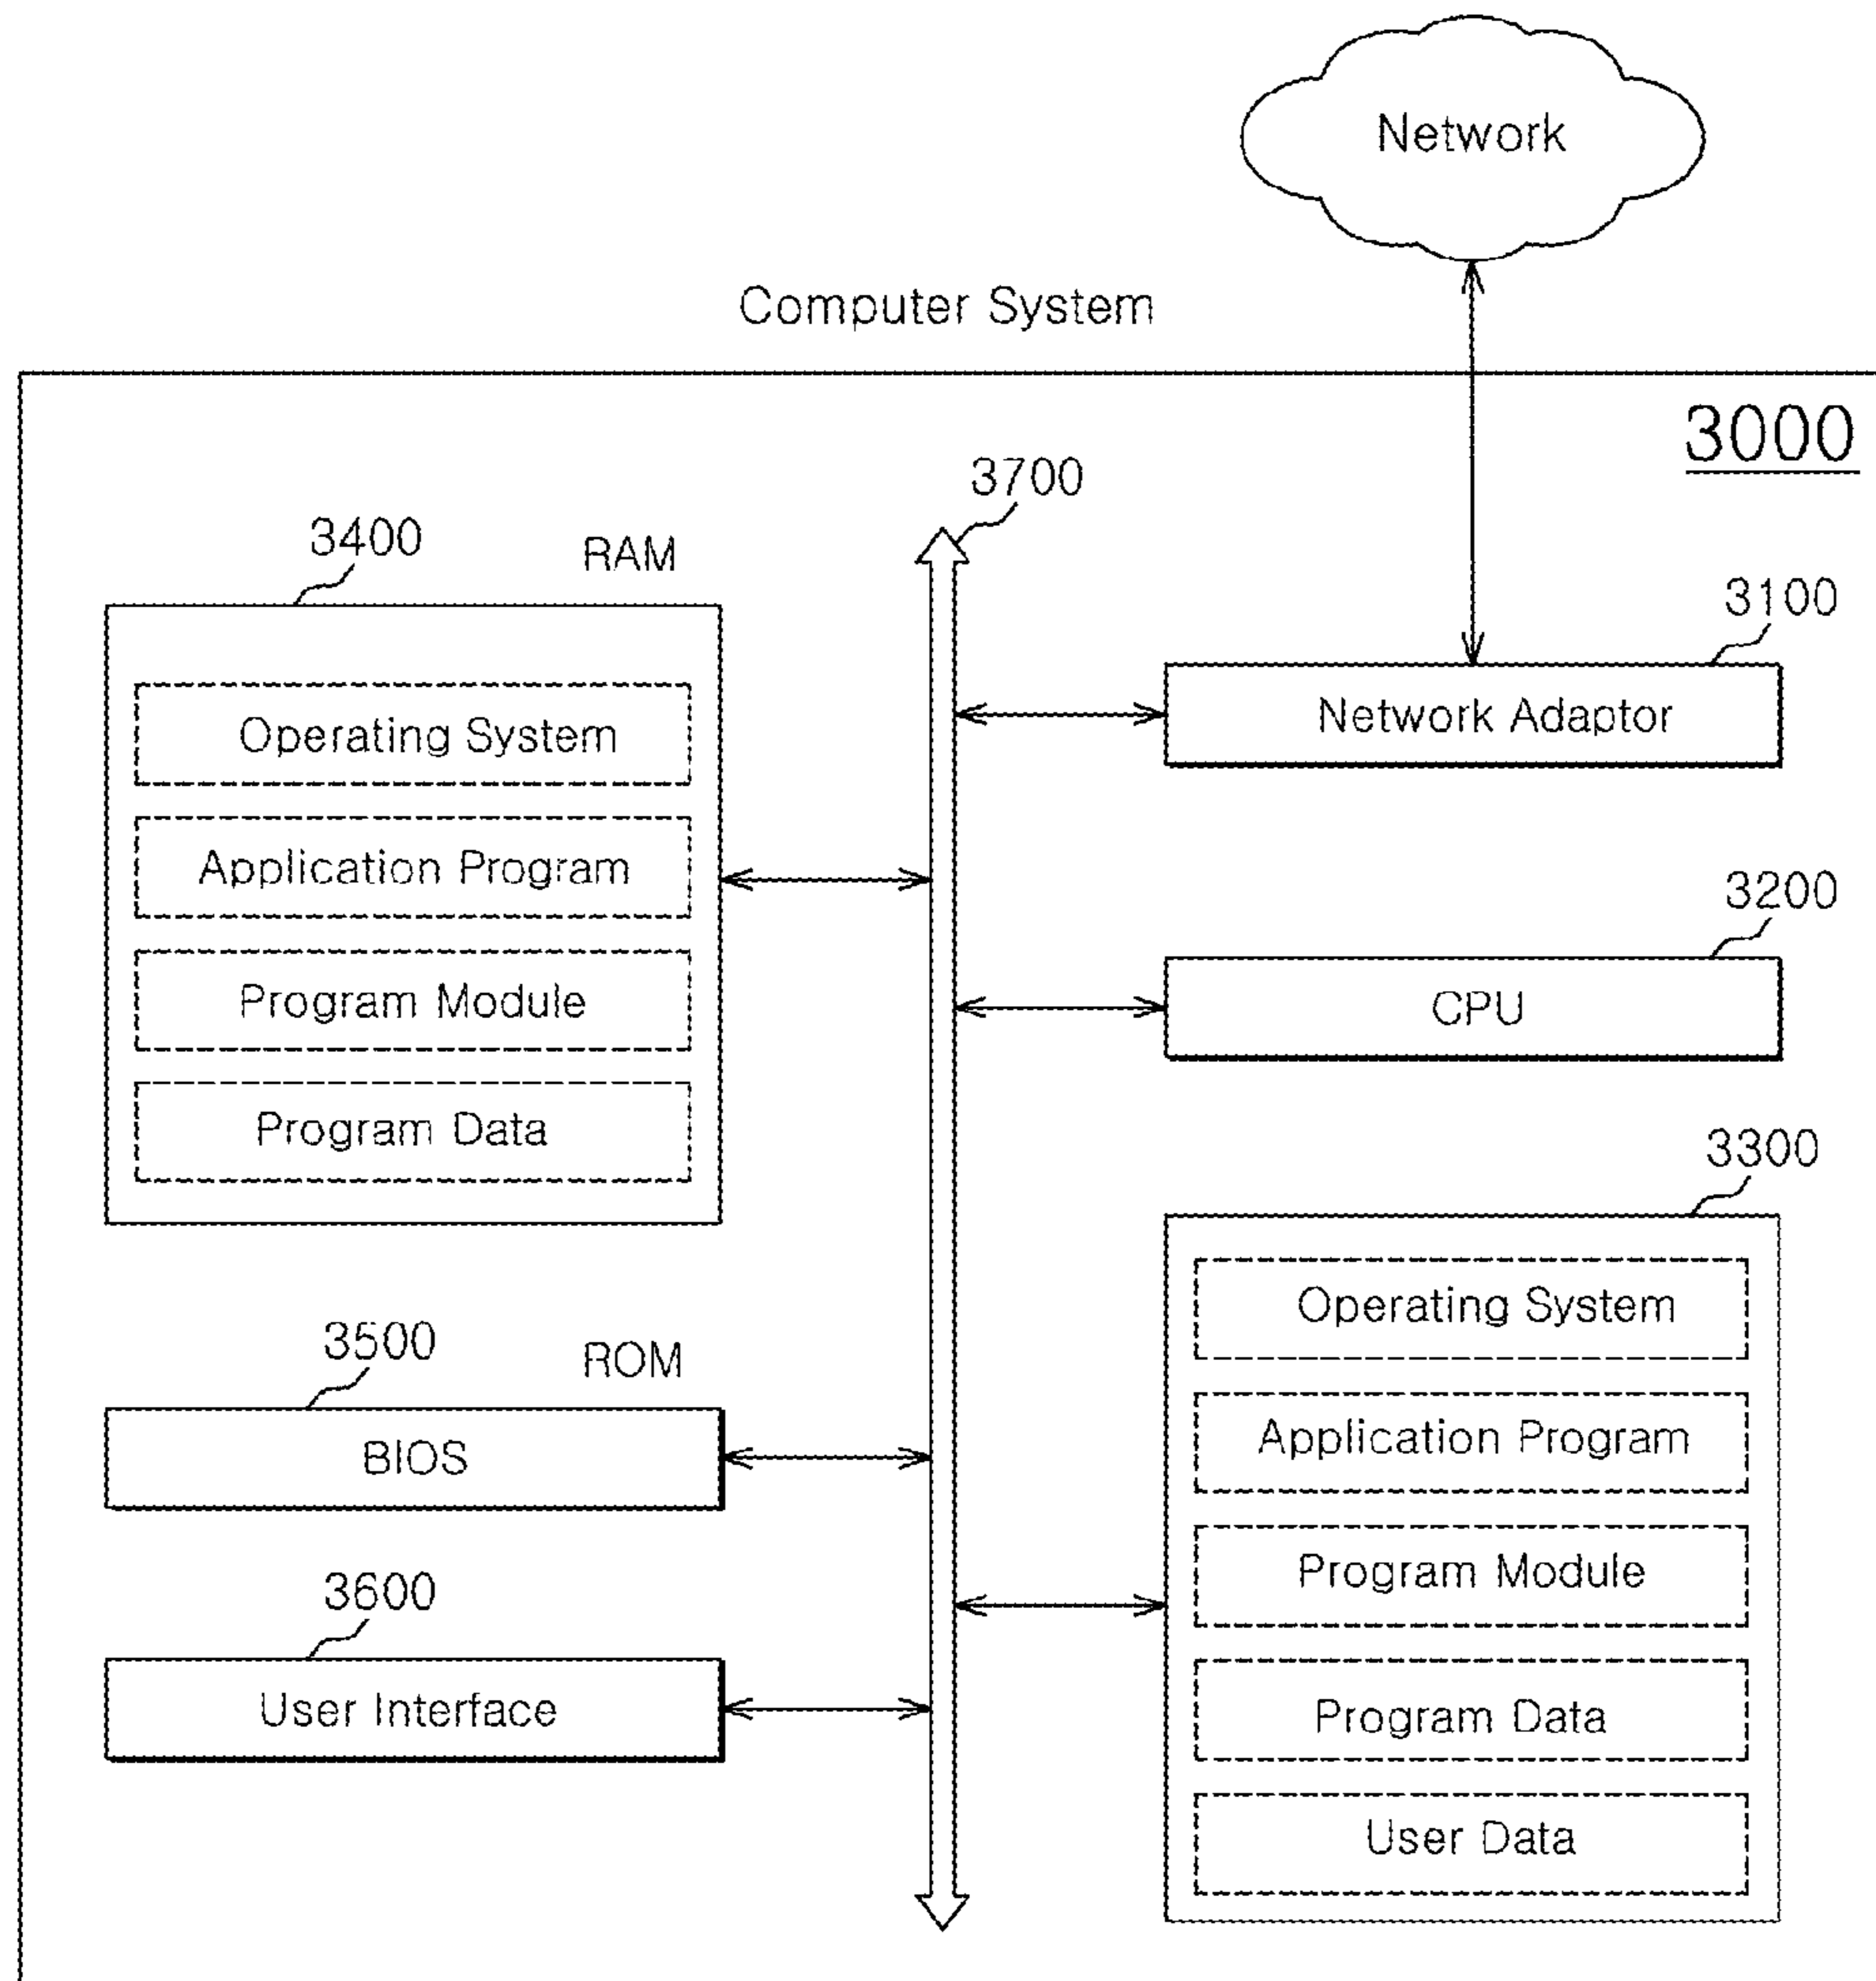 Network
Computer System
3000
3700
3400
RAM
Operating System
Application Program
Program Module
Program Data
3500
ROM
BIOS
3600
User Interface
3100
Network Adaptor
3200
CPU
3300
Operating System
Application Program
Program Module
Program Data
User Data